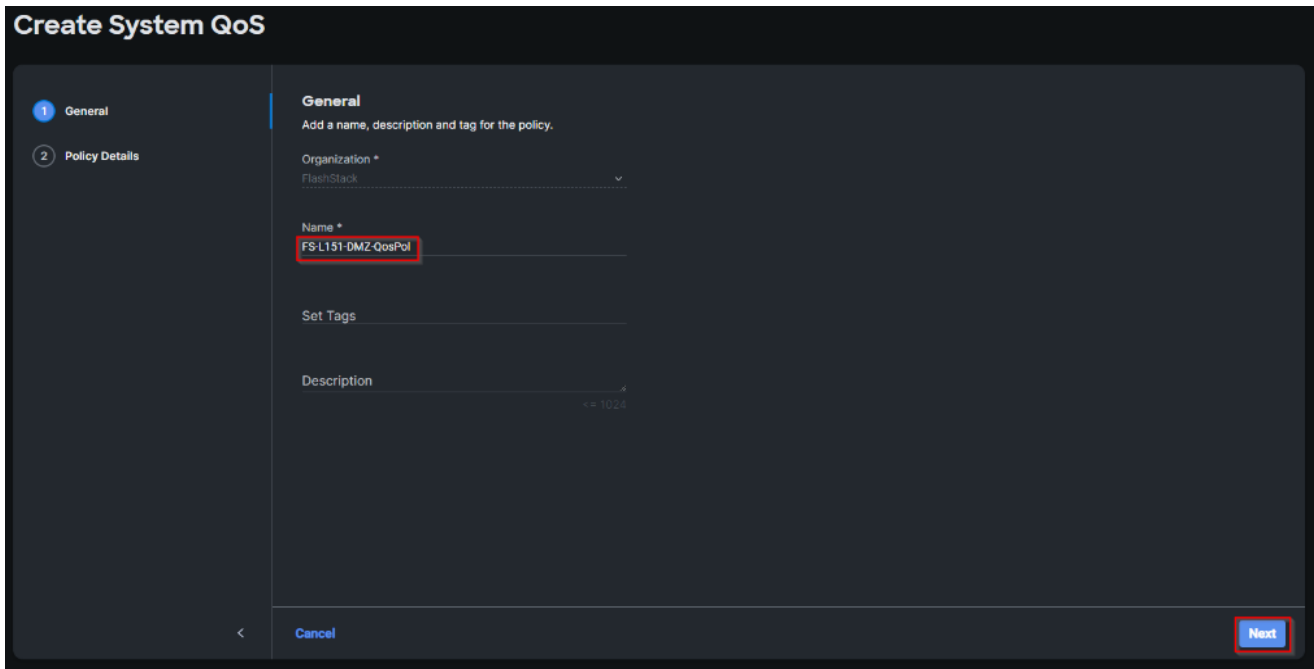 Create System QoS
1 General
2 Policy Details
General
Add a name, description and tag for the policy.
Organization *
FlashStack
Name *
FS-L151-DMZ-QosPol
Set Tags
Description
<= 1024
<
Cancel
Next